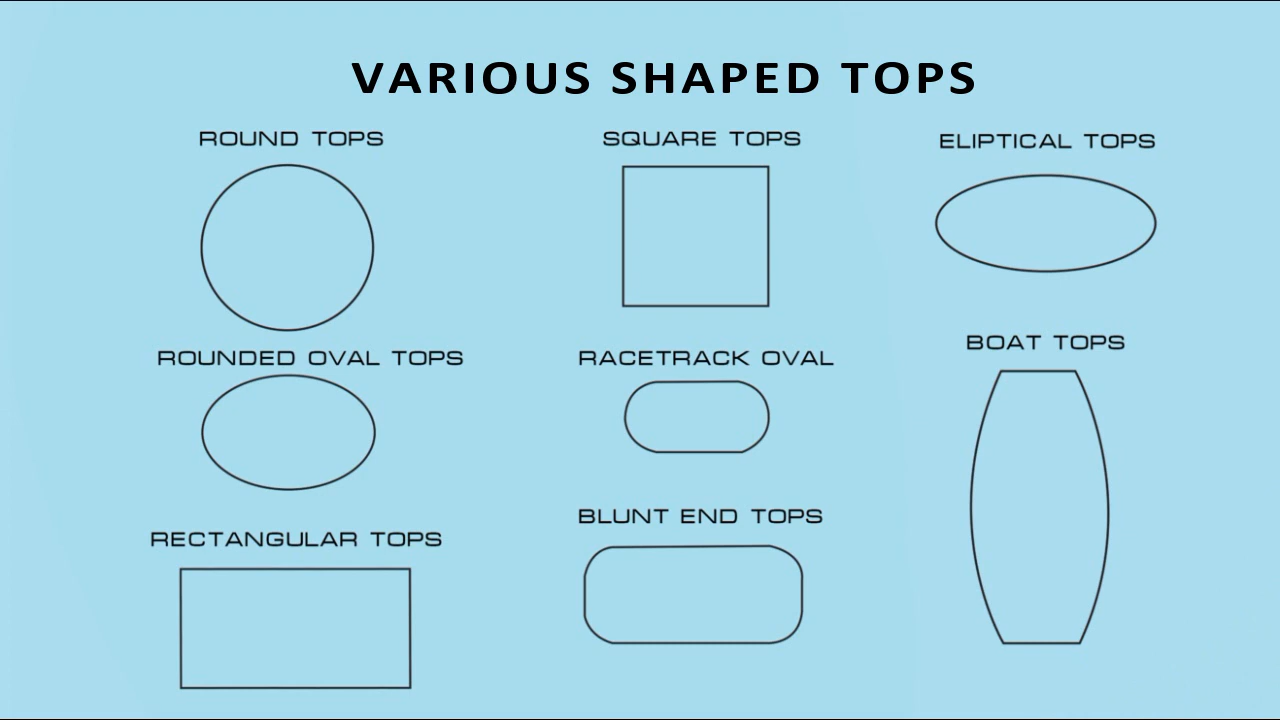 VARIOUS SHAPED TOPS
ROUND TOPS
SQUARE TOPS
ELIPTICAL TOPS
ROUNDED OVAL TOPS
RACETRACK OVAL
BOAT TOPS
RECTANGULAR TOPS
BLUNT END TOPS